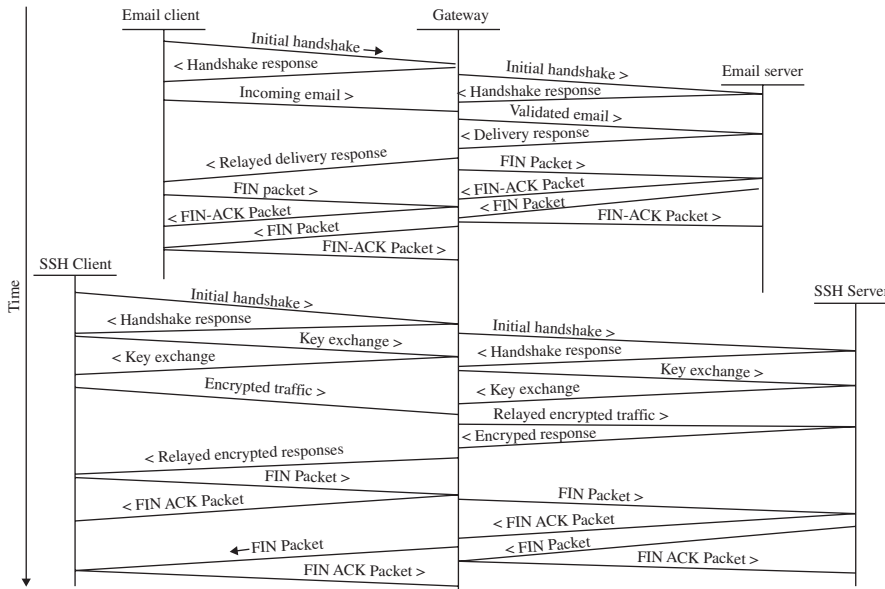 Email client
Gateway
Initial handshake
< Handshake response
Initial handshake >
Email server
Incoming email >
< Handshake response
Validated email >
< Delivery response
< Relayed delivery response
FIN Packet >
FIN packet >
< FIN-ACK Packet
< FIN Packet
< FIN-ACK Packet
FIN-ACK Packet >
< FIN Packet
FIN-ACK Packet >
SSH Client
Time
SSH Server
Initial handshake >
< Handshake response
Initial handshake >
Key exchange >
< Handshake response
< Key exchange
Key exchange >
Encrypted traffic >
< Key exchange
Relayed encrypted traffic >
< Encryped response
< Relayed encrypted responses
FIN Packet >
FIN Packet >
< FIN ACK Packet
< FIN ACK Packet
FIN Packet
< FIN Packet
FIN ACK Packet >
FIN ACK Packet >